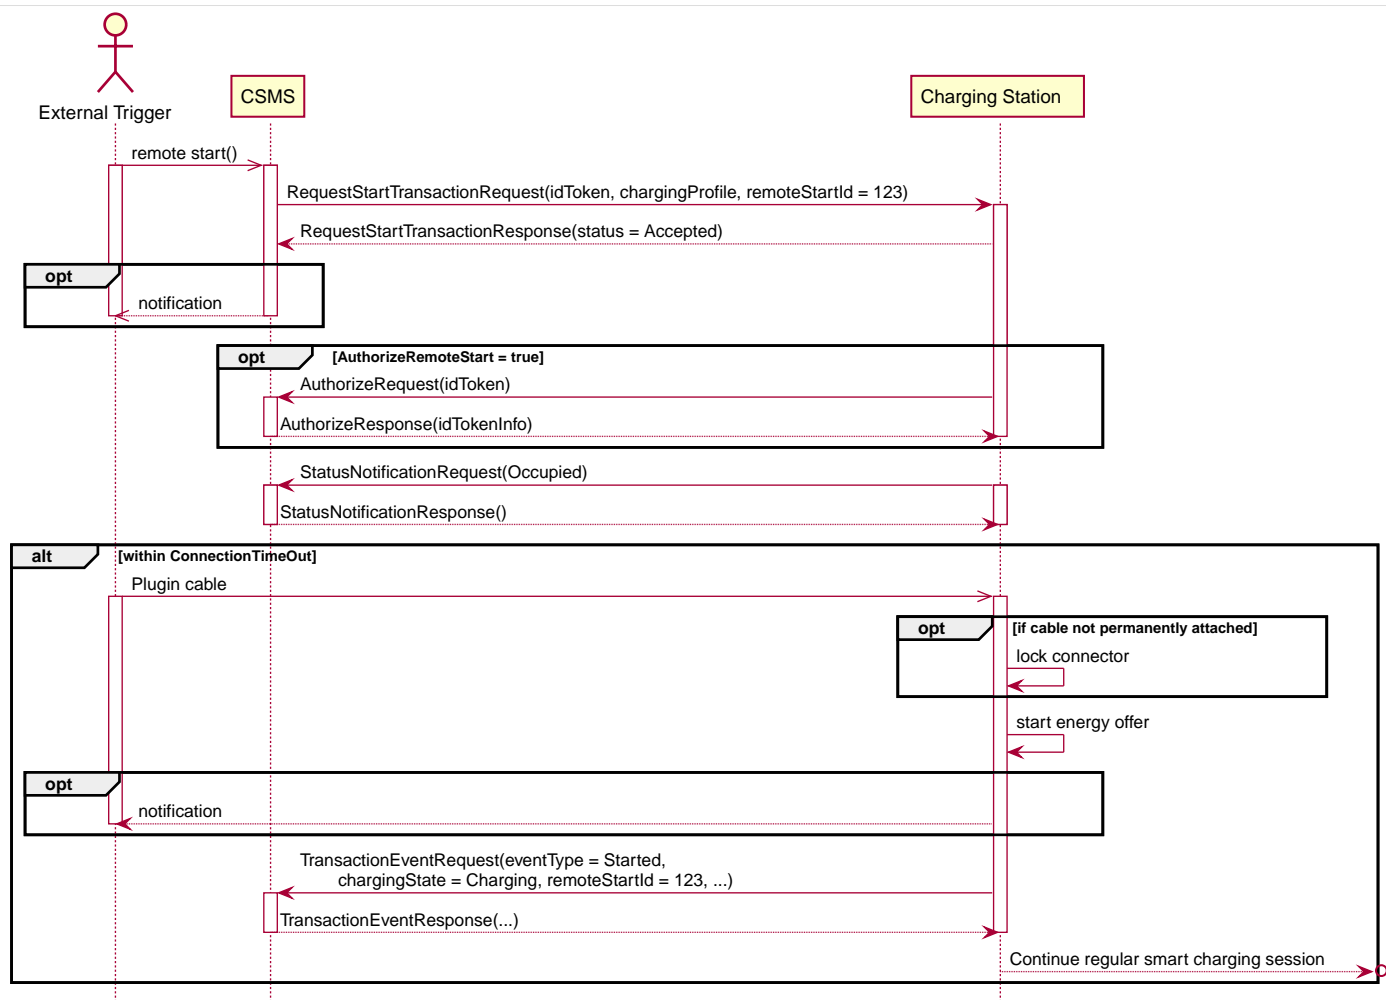 External Trigger
CSMS
Charging Station
remote start()
RequestStartTransactionRequest(idToken, chargingProfile, remoteStartId = 123)
RequestStartTransactionResponse(status = Accepted)
opt
notification
opt [AuthorizeRemoteStart = true]
AuthorizeRequest(idToken)
AuthorizeResponse(idTokenInfo)
StatusNotificationRequest(Occupied)
StatusNotificationResponse()
alt [within ConnectionTimeOut]
Plugin cable
opt [if cable not permanently attached]
lock connector
start energy offer
opt
notification
TransactionEventRequest(eventType = Started,
chargingState = Charging, remoteStartId = 123, ...)
TransactionEventResponse(...)
Continue regular smart charging session